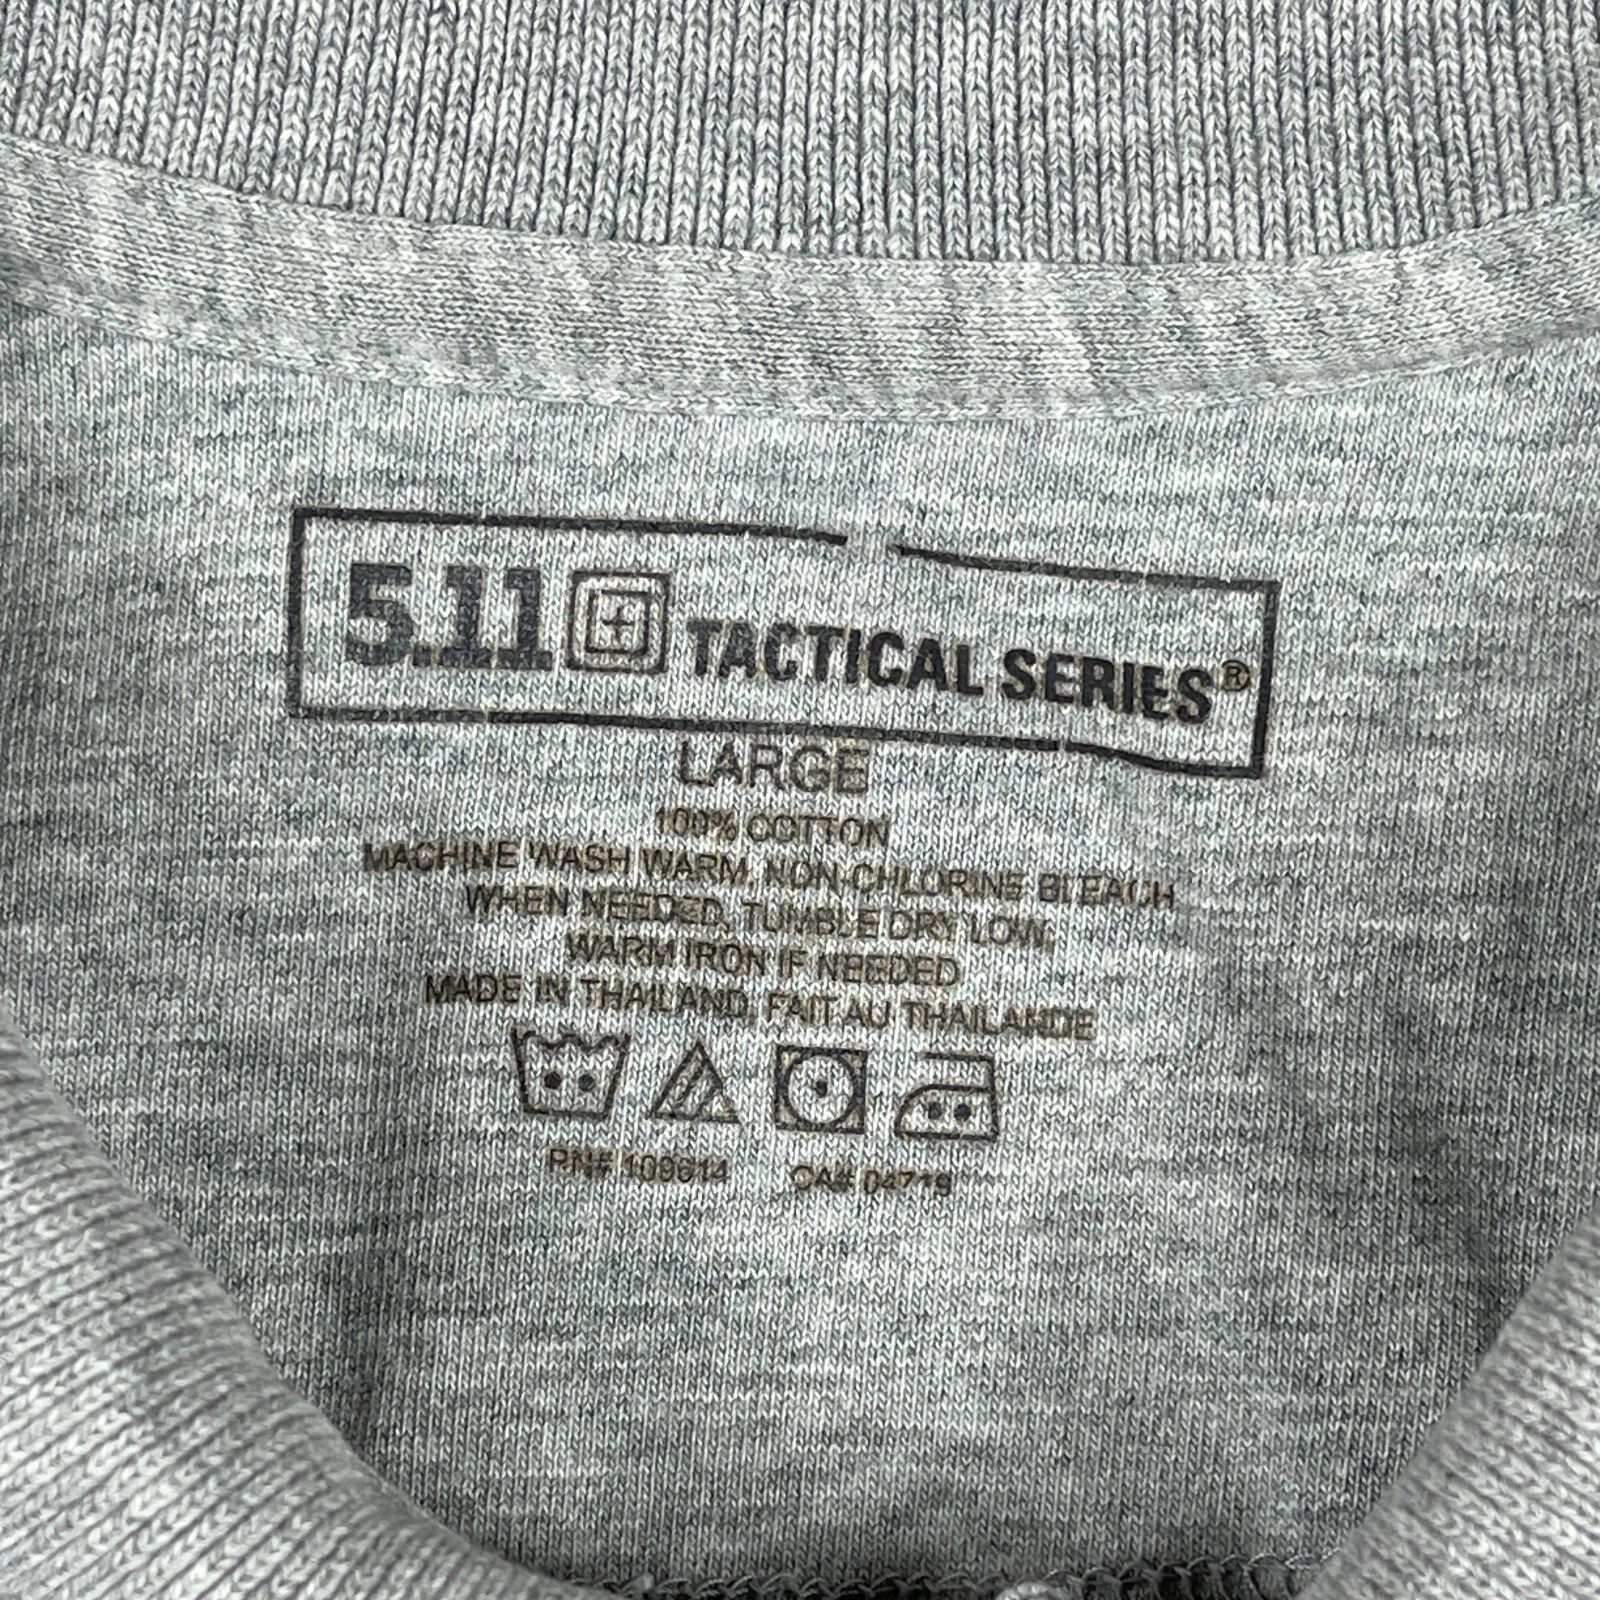 5.11 TACTICAL SERIES®
LARGE
100% COTTON
MACHINE WASH WARM, NON-CHLORINE BLEACH
WHEN NEEDED, TUMBLE DRY LOW,
WARM IRON IF NEEDED
MADE IN THAILAND, FAIT AU THAILANDE
RN# 109614 CA# 04719